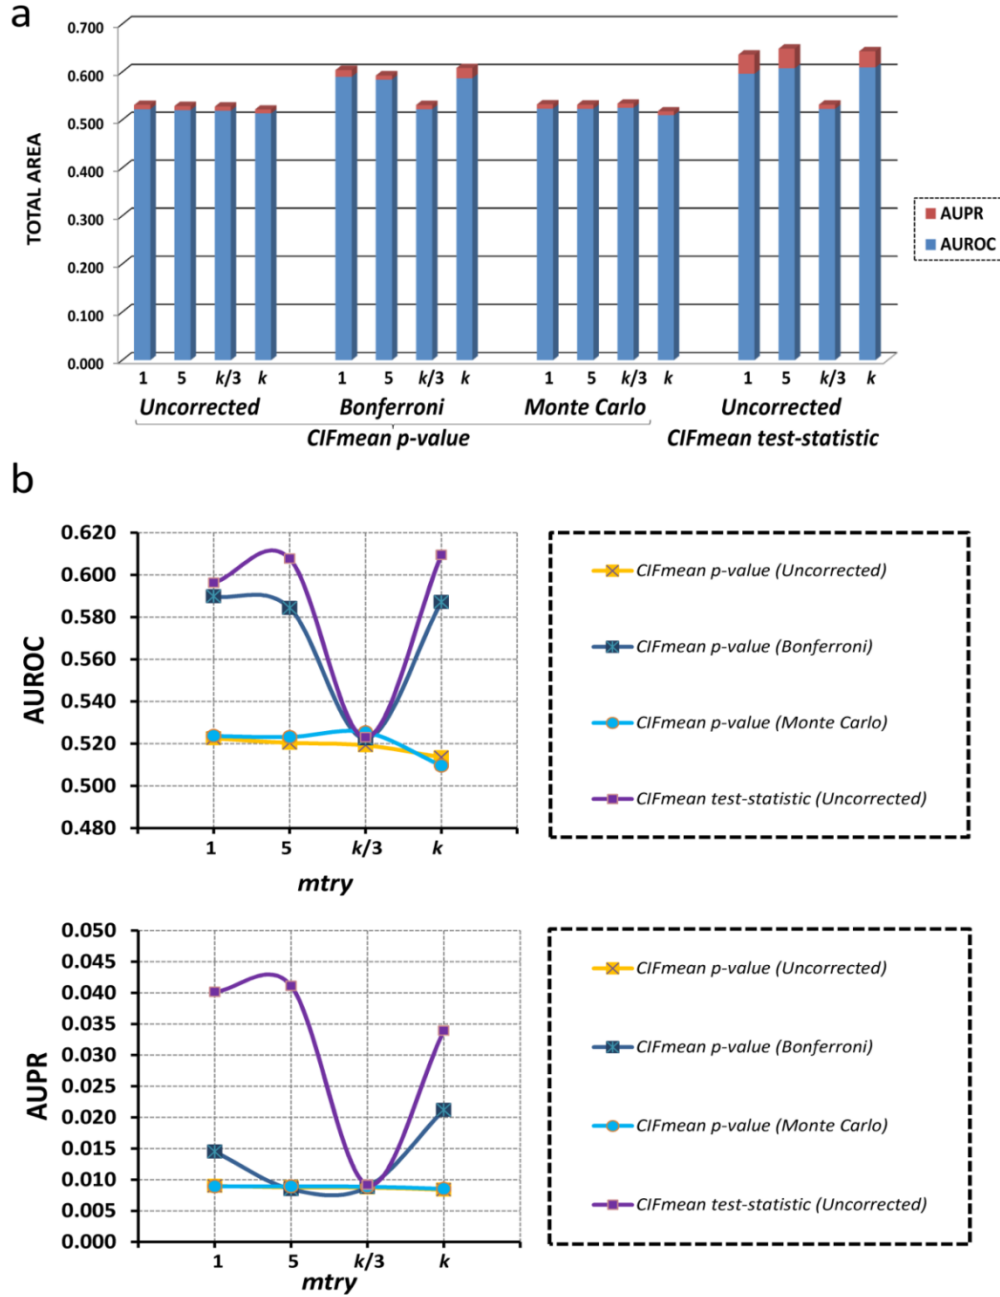 a
0.700
0.600
0.500
0.400
0.300
0.200
0.100
0.000
TOTAL AREA
1 5 k/3 k 1 5 k/3 k 1 5 k/3 k 1 5 k/3 k
Uncorrected Bonferroni Monte Carlo Uncorrected
CIFmean p-value CIFmean test-statistic
AUPR
AUROC
b
0.620
0.600
0.580
0.560
0.540
0.520
0.500
0.480
AUROC
1 5 k/3 k
mtry
CIFmean p-value (Uncorrected)
CIFmean p-value (Bonferroni)
CIFmean p-value (Monte Carlo)
CIFmean test-statistic (Uncorrected)
0.050
0.045
0.040
0.035
0.030
0.025
0.020
0.015
0.010
0.005
0.000
AUPR
1 5 k/3 k
mtry
CIFmean p-value (Uncorrected)
CIFmean p-value (Bonferroni)
CIFmean p-value (Monte Carlo)
CIFmean test-statistic (Uncorrected)